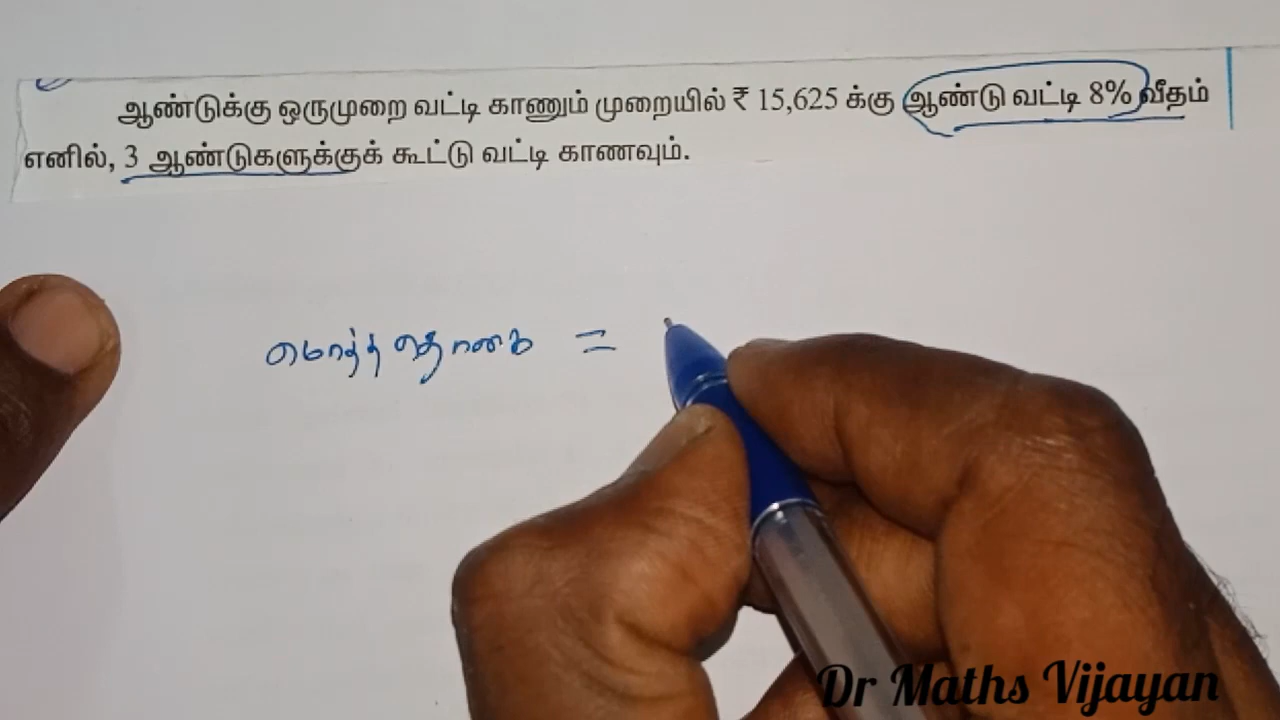 ஆண்டுக்கு ஒருமுறை வட்டி காணும் முறையில் ₹ 15,625 க்கு ஆண்டு வட்டி 8% வீதம்
எனில், 3 ஆண்டுகளுக்குக் கூட்டு வட்டி காணவும்.
மொத்த தொகை =
Dr Maths Vijayan